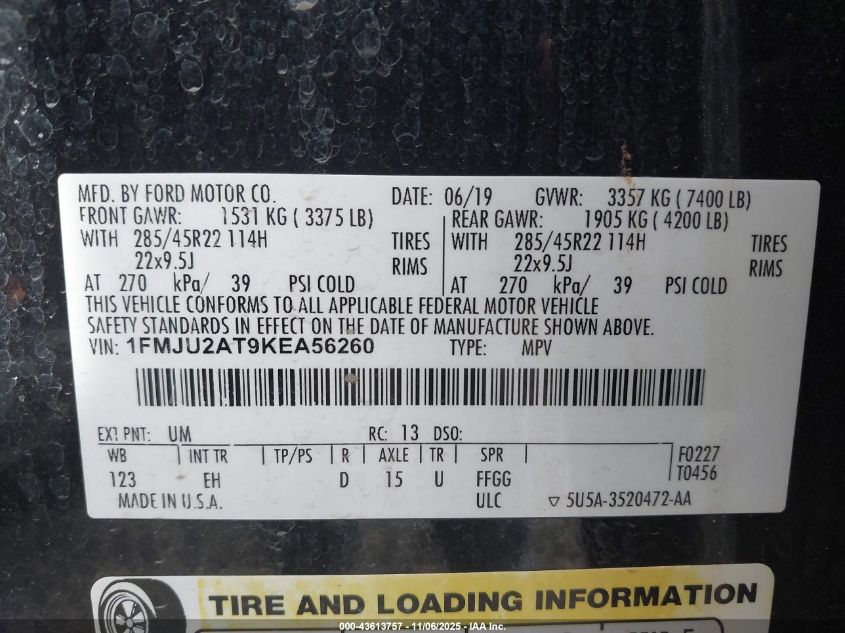 MFD. BY FORD MOTOR CO. DATE: 06/19 GVWR: 3357 KG ( 7400 LB)
FRONT GAWR: 1531 KG ( 3375 LB) REAR GAWR: 1905 KG ( 4200 LB)
WITH 285/45R22 114H TIRES WITH 285/45R22 114H TIRES
22x9.5J RIMS 22x9.5J RIMS
AT 270 kPa/ 39 PSI COLD AT 270 kPa/ 39 PSI COLD
THIS VEHICLE CONFORMS TO ALL APPLICABLE FEDERAL MOTOR VEHICLE
SAFETY STANDARDS IN EFFECT ON THE DATE OF MANUFACTURE SHOWN ABOVE.
VIN: 1FMJU2AT9KEA56260 TYPE: MPV
EXT PNT: UM RC: 13 DSO:
WB | INT TR | TP/PS | R | AXLE | TR | SPR F0227
123 EH D 15 U FFGG T0456
MADE IN U.S.A. ULC ▽ 5U5A-3520472-AA
TIRE AND LOADING INFORMATION
000-43613757 - 11/06/2025 - IAA, Inc.